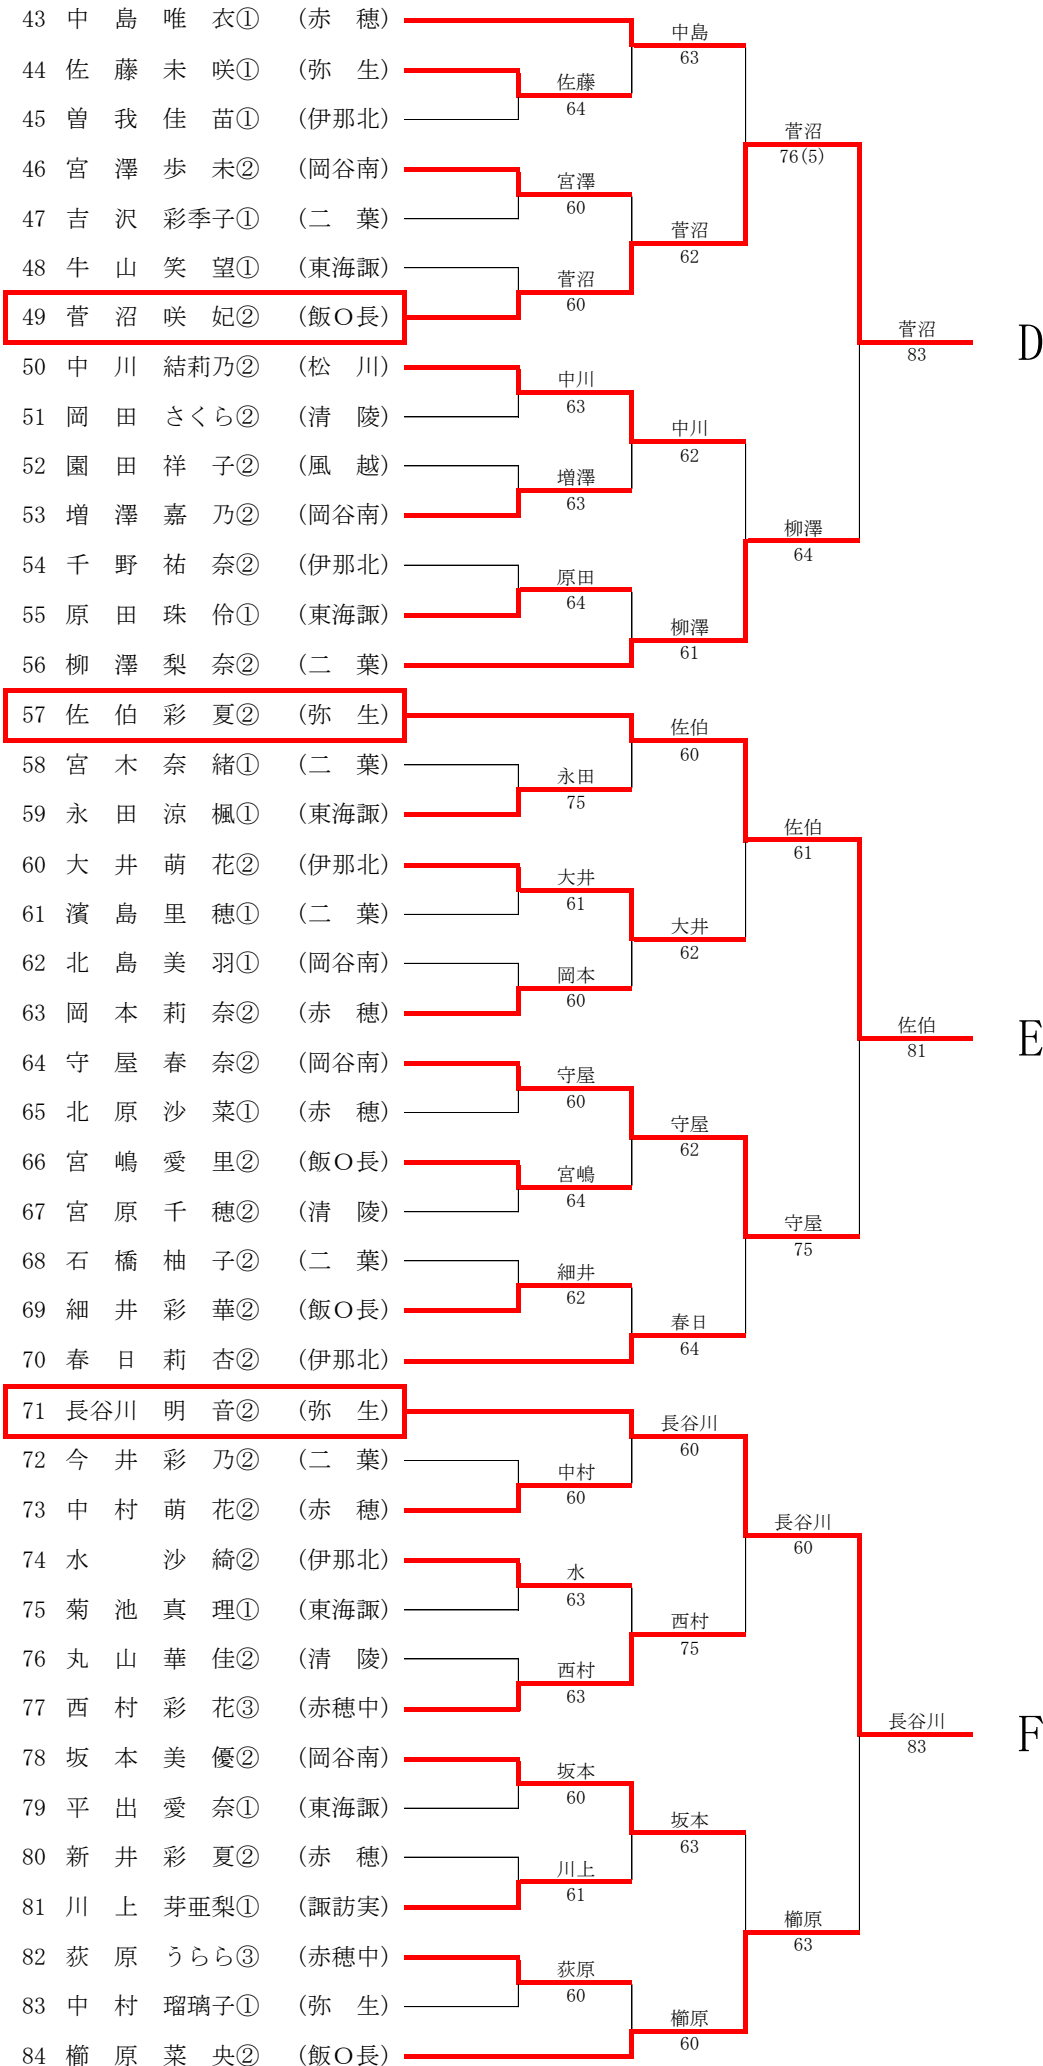 43 中 島 唯 衣① (赤 穂)
中島
63
44 佐 藤 未 咲① (弥 生)
佐藤
64
45 曽 我 佳 苗① (伊那北)
菅沼
76(5)
46 宮 澤 歩 未② (岡谷南)
宮澤
60
47 吉 沢 彩季子① (二 葉)
菅沼
62
48 牛 山 笑 望① (東海諏)
菅沼
60
49 菅 沼 咲 妃② (飯O長)
菅沼
83
D
50 中 川 結莉乃② (松 川)
中川
63
51 岡 田 さくら② (清 陵)
中川
62
52 園 田 祥 子② (風 越)
増澤
63
53 増 澤 嘉 乃② (岡谷南)
柳澤
64
54 千 野 祐 奈② (伊那北)
原田
64
55 原 田 珠 伶① (東海諏)
柳澤
61
56 柳 澤 梨 奈② (二 葉)
57 佐 伯 彩 夏② (弥 生)
佐伯
60
58 宮 木 奈 緒① (二 葉)
永田
75
59 永 田 涼 楓① (東海諏)
佐伯
61
60 大 井 萌 花② (伊那北)
大井
61
61 濱 島 里 穂① (二 葉)
大井
62
62 北 島 美 羽① (岡谷南)
岡本
60
63 岡 本 莉 奈② (赤 穂)
佐伯
81
E
64 守 屋 春 奈② (岡谷南)
守屋
60
65 北 原 沙 菜① (赤 穂)
守屋
62
66 宮 嶋 愛 里② (飯O長)
宮嶋
64
67 宮 原 千 穂② (清 陵)
守屋
75
68 石 橋 柚 子② (二 葉)
細井
62
69 細 井 彩 華② (飯O長)
春日
64
70 春 日 莉 杏② (伊那北)
71 長谷川 明 音② (弥 生)
長谷川
60
72 今 井 彩 乃② (二 葉)
中村
60
73 中 村 萌 花② (赤 穂)
長谷川
60
74 水 沙 綺② (伊那北)
水
63
75 菊 池 真 理① (東海諏)
西村
75
76 丸 山 華 佳② (清 陵)
西村
63
77 西 村 彩 花③ (赤穂中)
長谷川
83
F
78 坂 本 美 優② (岡谷南)
坂本
60
79 平 出 愛 奈① (東海諏)
坂本
63
80 新 井 彩 夏② (赤 穂)
川上
61
81 川 上 芽亜梨① (諏訪実)
櫛原
63
82 荻 原 うらら③ (赤穂中)
荻原
60
83 中 村 瑠璃子① (弥 生)
櫛原
60
84 櫛 原 菜 央② (飯O長)